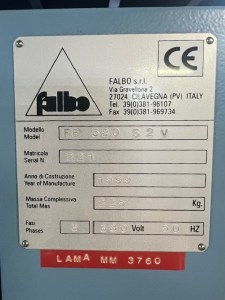 CE
falbo
FALBO s.r.l.
Via Gravellona 2
27024 CILAVEGNA (PV) ITALY
Tel. 39(0)381-96107
Fax 39(0)381-969734
Modello
Model
S2V
Matricola
Serial N
Anno di Costruzione
Year of Manufacture
Massa Complessiva
Total Mas
Kg.
Fasi
Phases
Volt
HZ
LAMA MM 3760